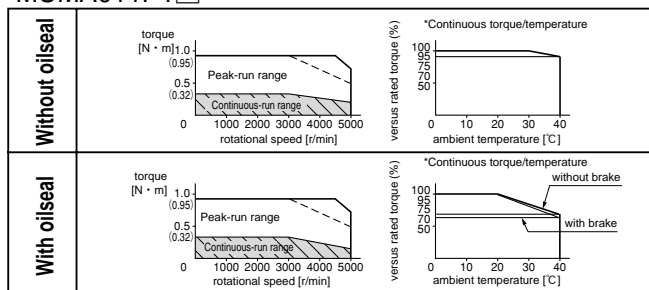 Without oilseal
torque
[N・m]
1.0
(0.95)
0.5
(0.32)
0
Peak-run range
Continuous-run range
1000 2000 3000 4000 5000
rotational speed [r/min]
*Continuous torque/temperature
versus rated torque (%)
100
95
75
70
50
0 10 20 30 40
ambient temperature [℃]
With oilseal
torque
[N・m]
1.0
(0.95)
0.5
(0.32)
0
Peak-run range
Continuous-run range
1000 2000 3000 4000 5000
rotational speed [r/min]
*Continuous torque/temperature
without brake
versus rated torque (%)
100
95
75
70
50
with brake
0 10 20 30 40
ambient temperature [℃]